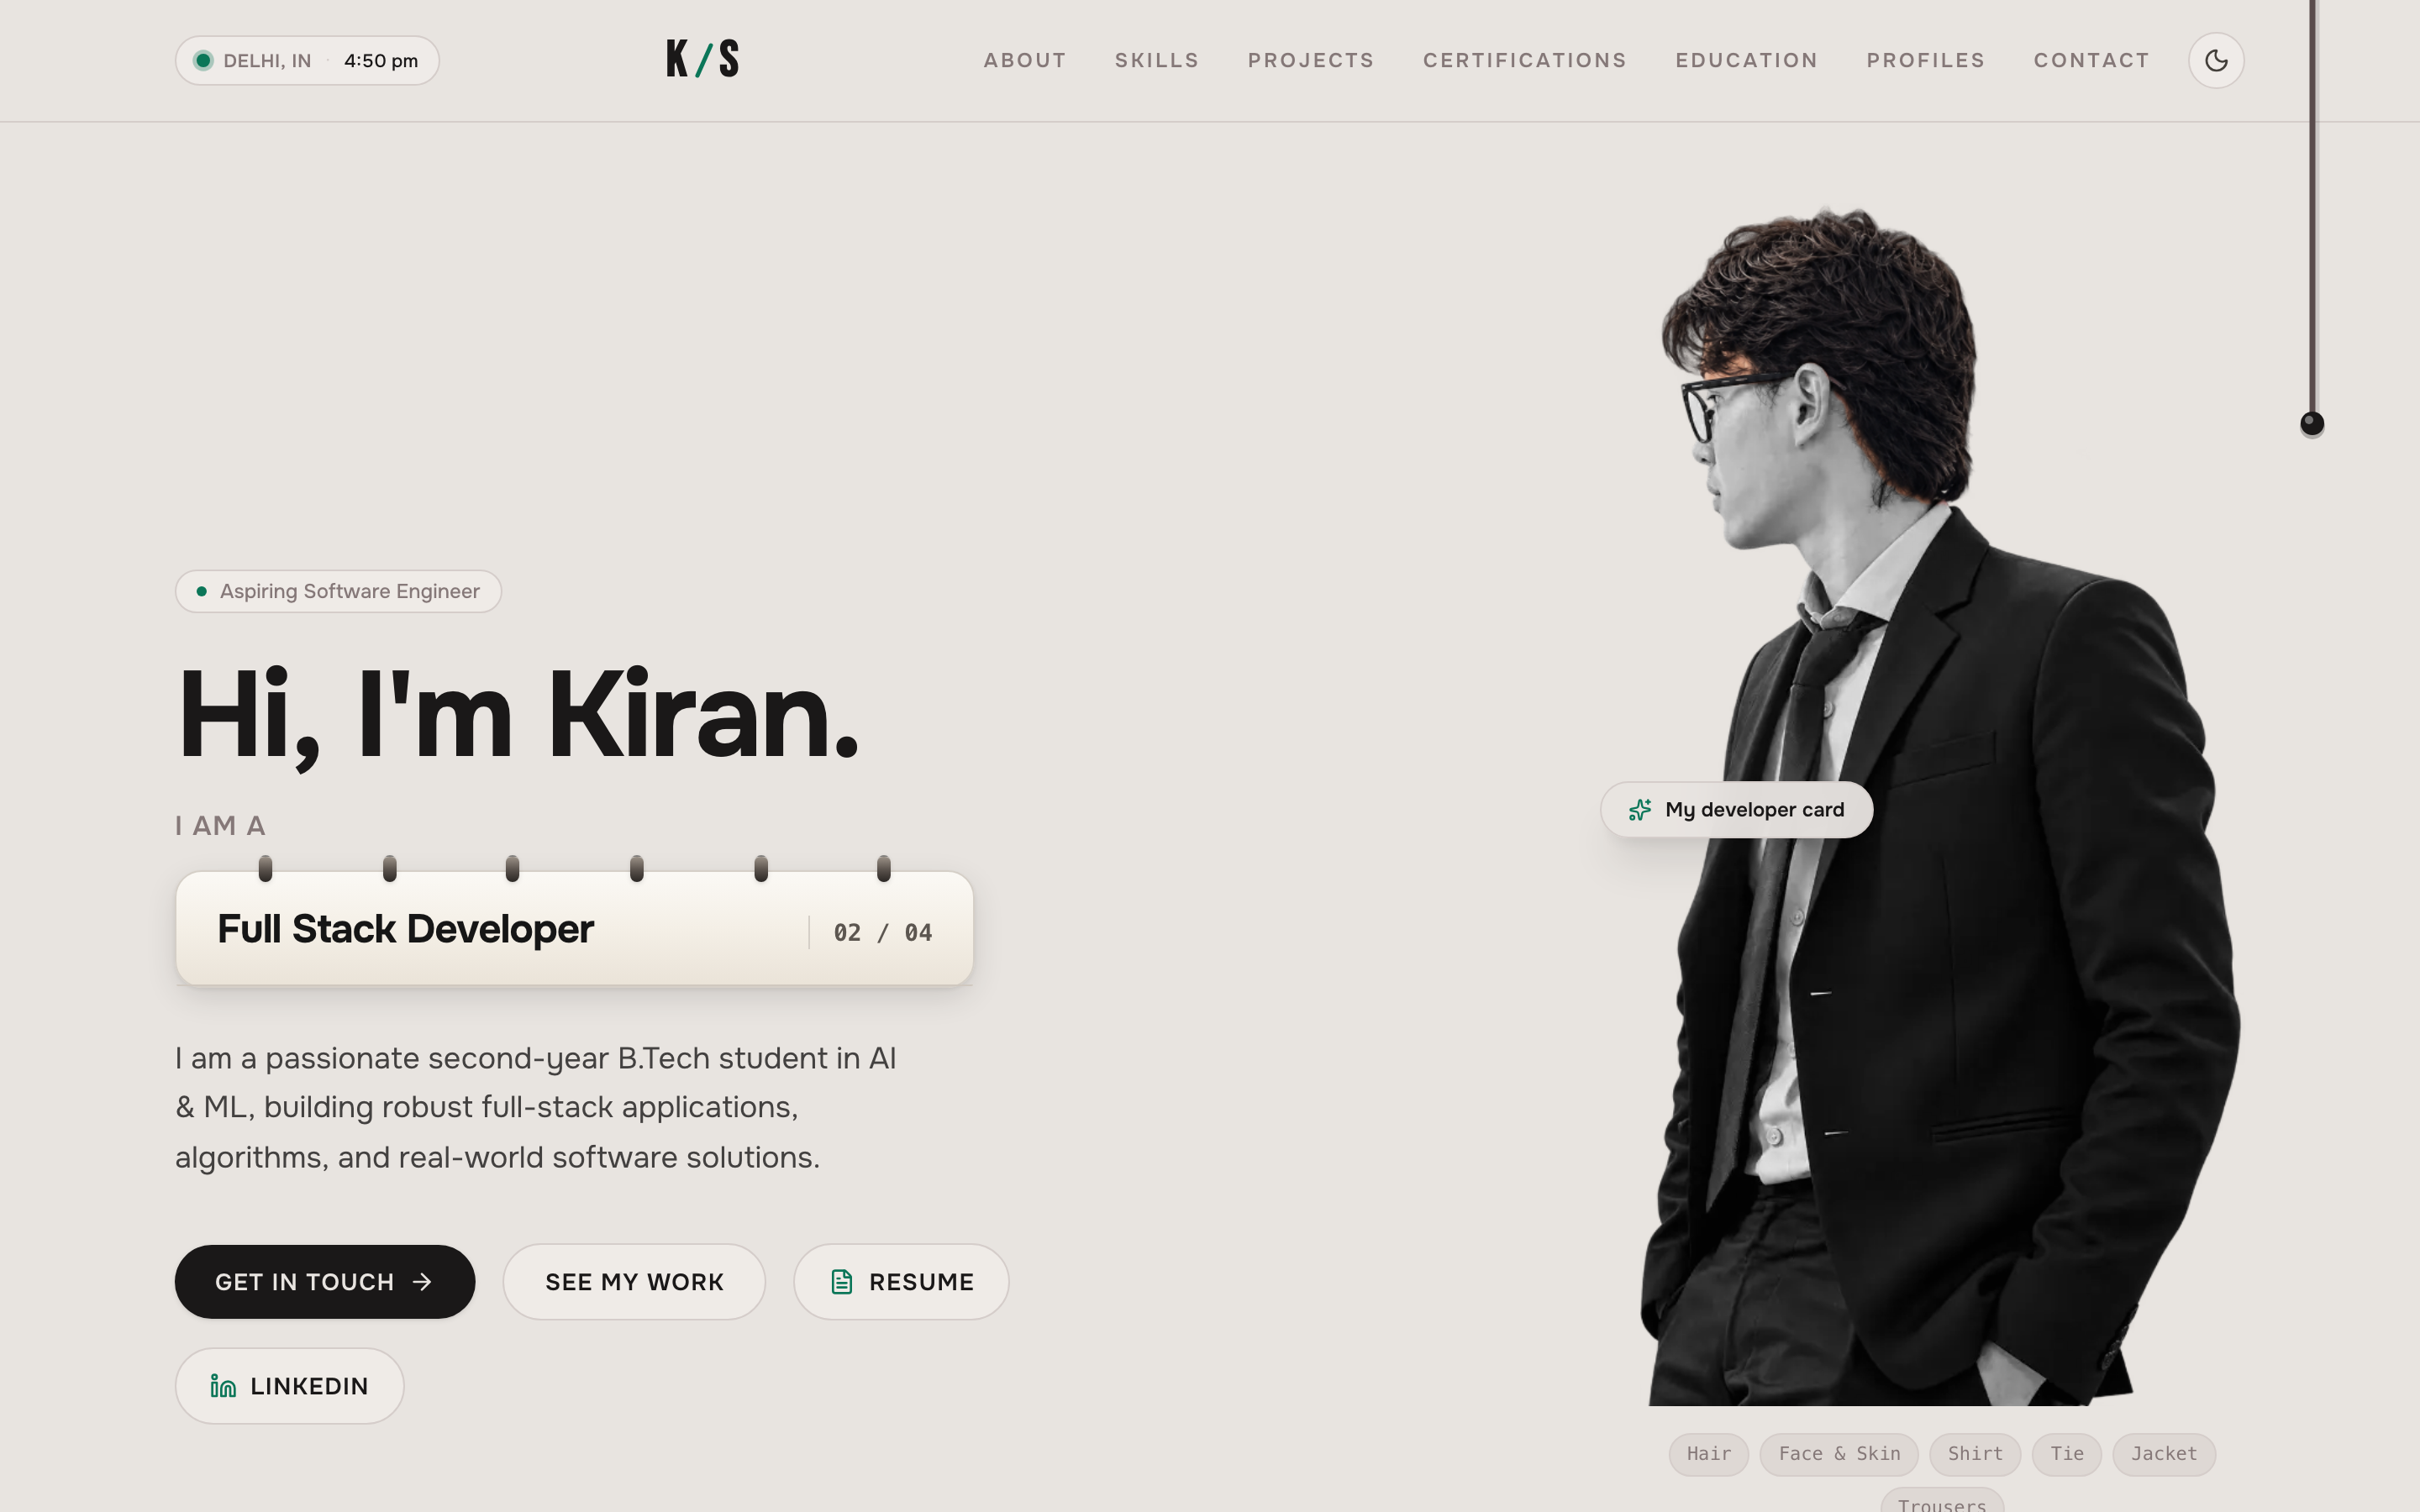 DELHI, IN · 4:50 pm
K/S
ABOUT SKILLS PROJECTS CERTIFICATIONS EDUCATION PROFILES CONTACT
Aspiring Software Engineer
Hi, I'm Kiran.
I AM A
Full Stack Developer
02 / 04
My developer card
I am a passionate second-year B.Tech student in AI
& ML, building robust full-stack applications,
algorithms, and real-world software solutions.
GET IN TOUCH →
SEE MY WORK
RESUME
LINKEDIN
Hair Face & Skin Shirt Tie Jacket
Trousers